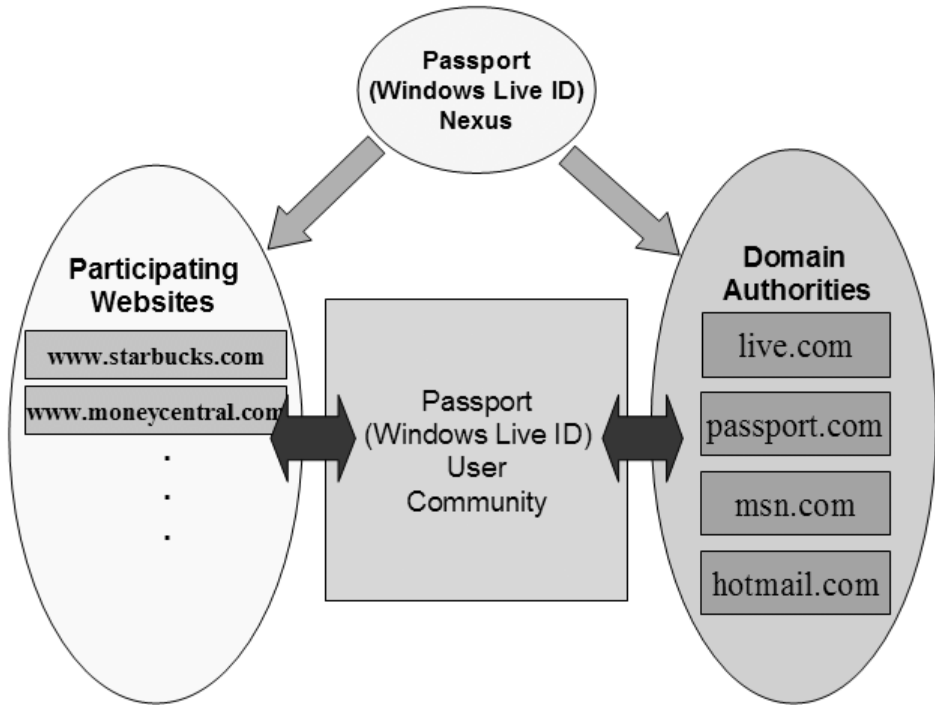 Passport
(Windows Live ID)
Nexus
Participating
Websites
www.starbucks.com
www.moneycentral.com
.
.
.
Passport
(Windows Live ID)
User
Community
Domain
Authorities
live.com
passport.com
msn.com
hotmail.com